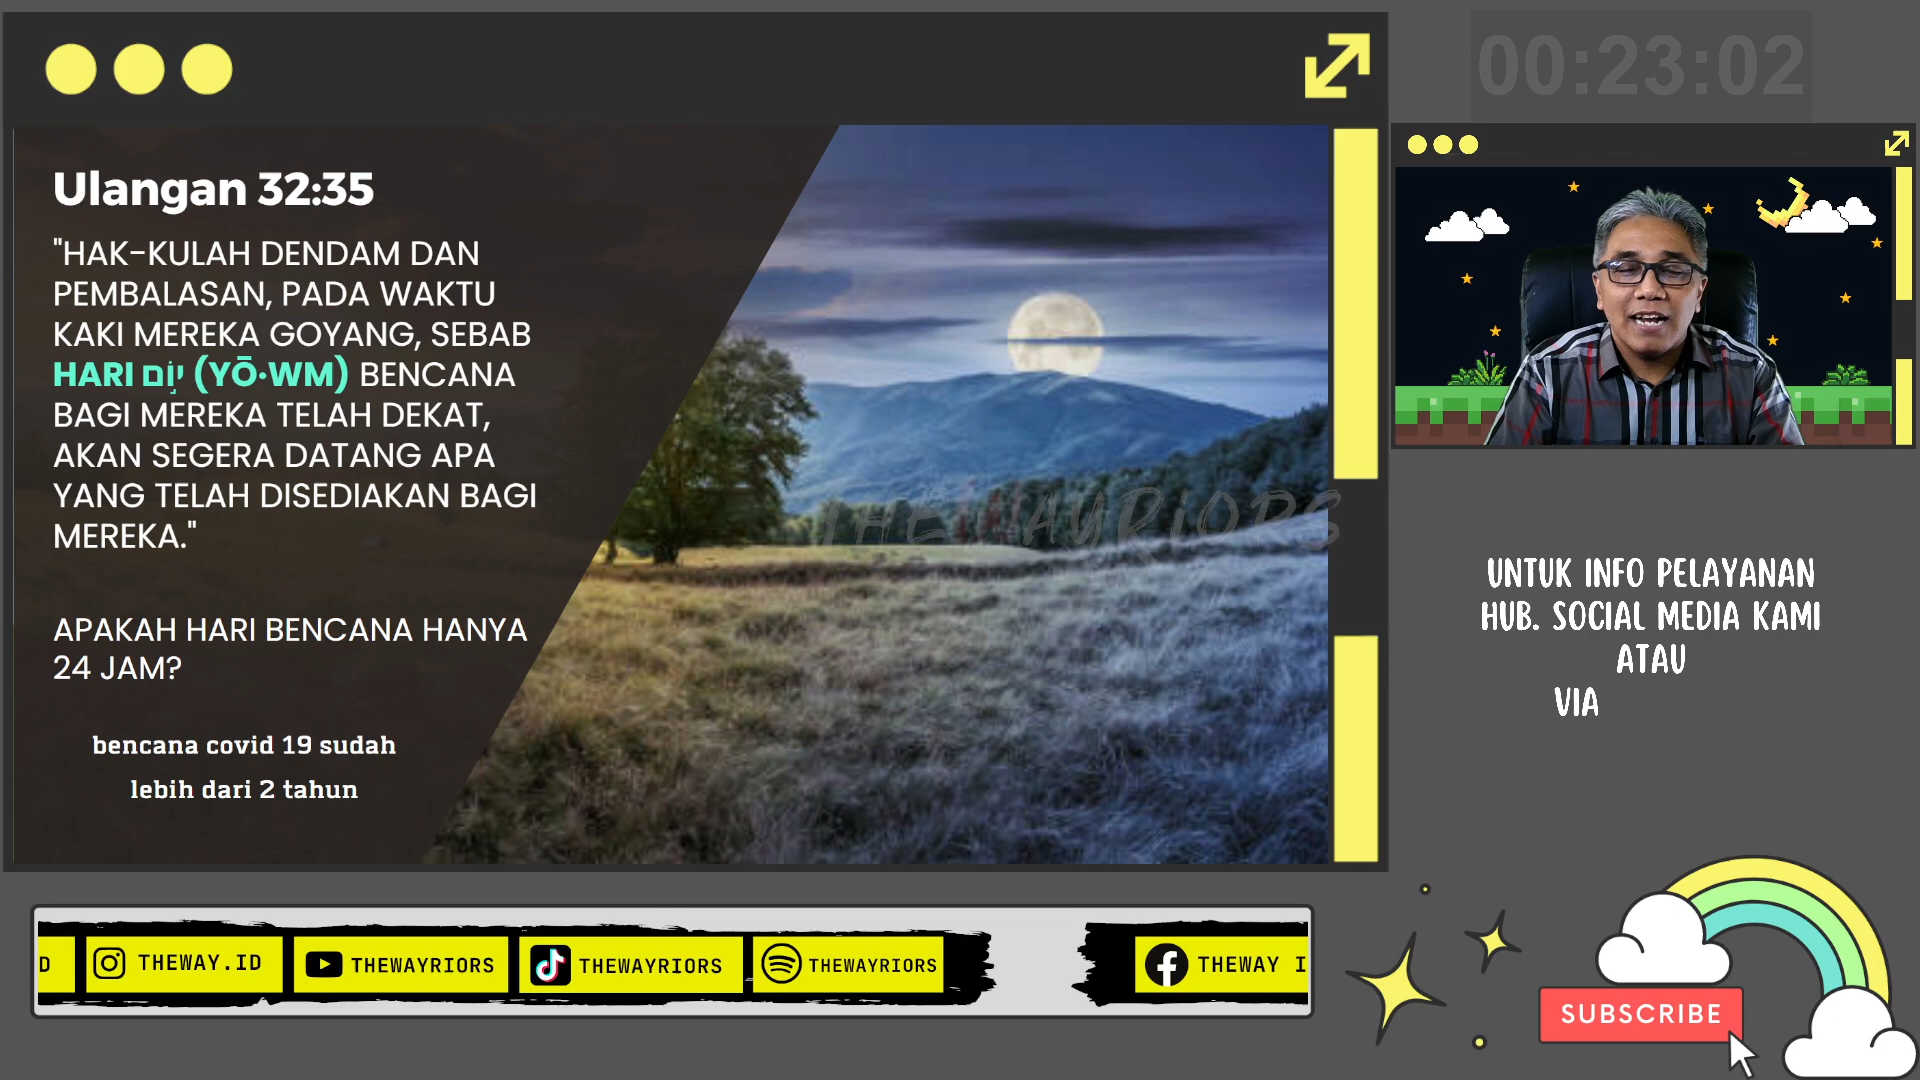 00:23:02
Ulangan 32:35
"HAK-KULAH DENDAM DAN
PEMBALASAN, PADA WAKTU
KAKI MEREKA GOYANG, SEBAB
HARI יוֹם (YŌ·WM) BENCANA
BAGI MEREKA TELAH DEKAT,
AKAN SEGERA DATANG APA
YANG TELAH DISEDIAKAN BAGI
MEREKA."
APAKAH HARI BENCANA HANYA
24 JAM?
bencana covid 19 sudah
lebih dari 2 tahun
THEWAYRIORS
UNTUK INFO PELAYANAN
HUB. SOCIAL MEDIA KAMI
ATAU
VIA
D THEWAY.ID THEWAYRIORS THEWAYRIORS THEWAYRIORS THEWAY I
SUBSCRIBE